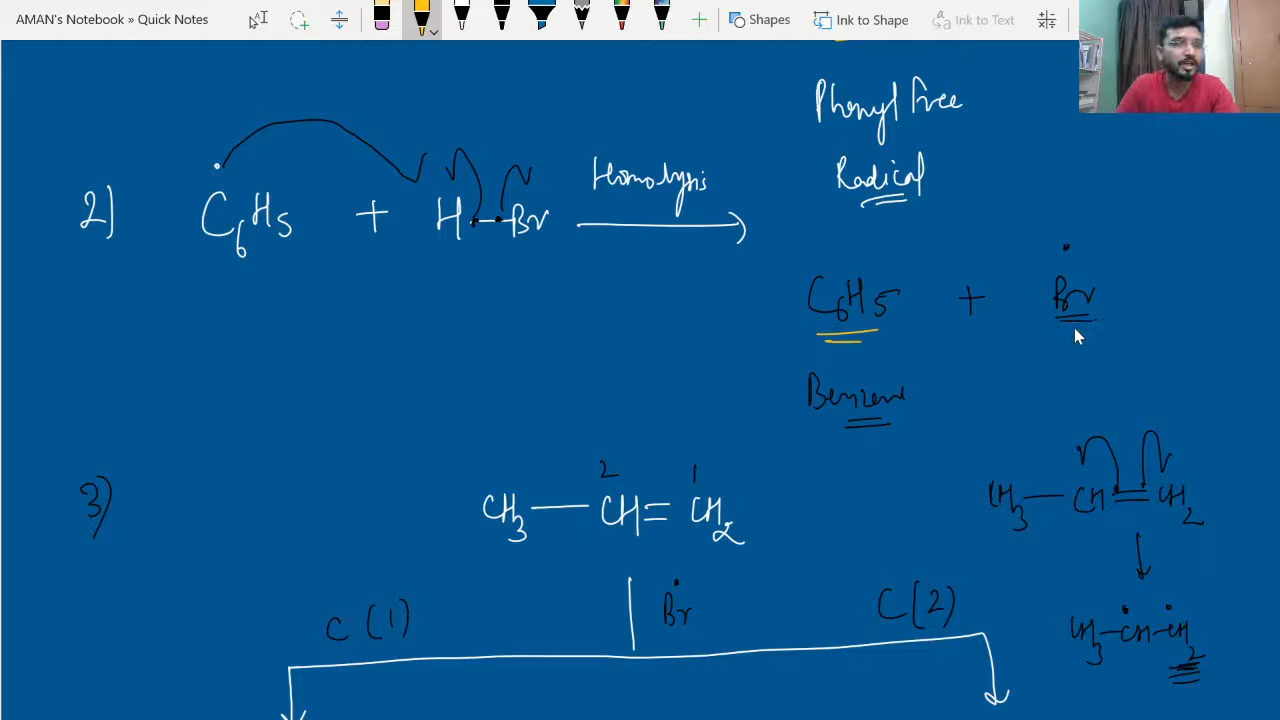 AMAN's Notebook » Quick Notes
Shapes
Ink to Shape
Ink to Text
Phenyl Free
Radical
2) C6H5 + H—Br Homolysis →
C6H5 + Br
Benzene
3) CH3—CH=CH2
2 1
CH3—CH=CH2
Br
C (1)
C (2)
CH3—CH—CH2